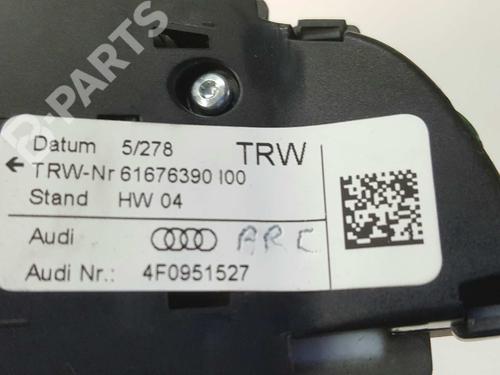 B-PARTS
Datum 5/278 TRW
← TRW-Nr 61676390 I00
Stand HW 04
Audi ARC
Audi Nr.: 4F0951527